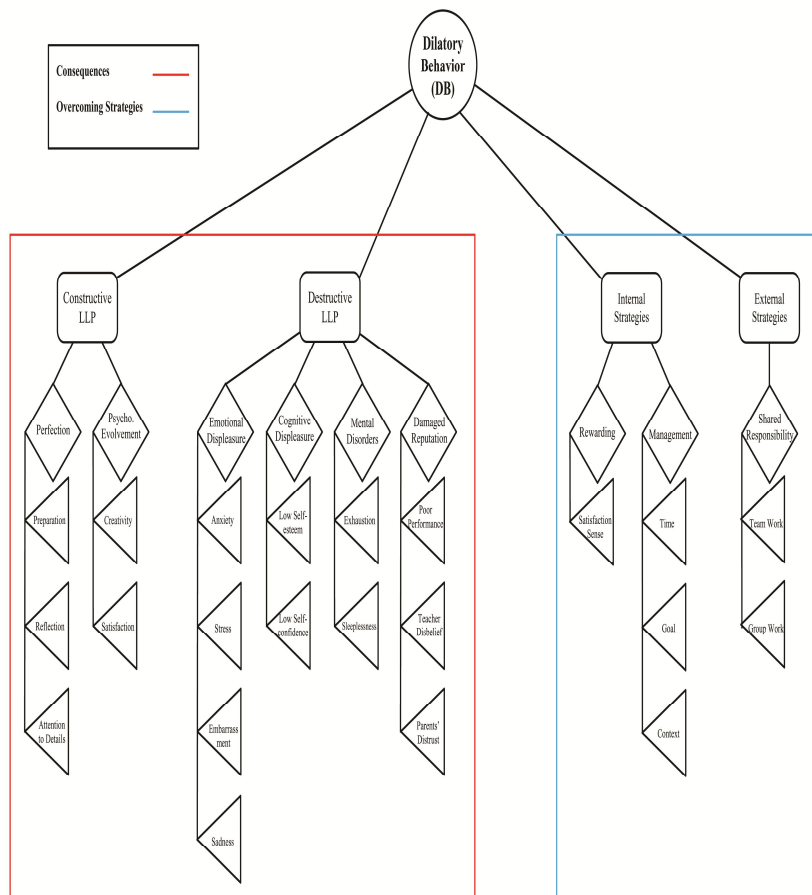 Dilatory
Behavior
(DB)
Consequences
Overcoming Strategies
Constructive
LLP
Destructive
LLP
Internal
Strategies
External
Strategies
Perfection
Psycho.
Evolvement
Emotional
Displeasure
Cognitive
Displeasure
Mental
Disorders
Damaged
Reputation
Rewarding
Management
Shared
Responsibility
Preparation
Creativity
Anxiety
Low Self-
esteem
Exhaustion
Poor
Performance
Satisfaction
Sense
Time
Team Work
Reflection
Satisfaction
Stress
Low Self-
confidence
Sleeplessness
Teacher
Disbelief
Goal
Group Work
Attention
to Details
Embarrass
ment
Parents'
Distrust
Context
Sadness